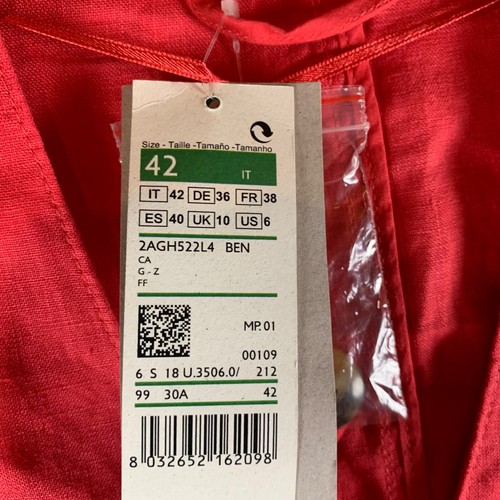 Size - Taille - Tamaño - Tamanho
42 IT
IT 42 DE 36 FR 38
ES 40 UK 10 US 6
2AGH522L4 BEN
CA
G - Z
FF
MP. 01
00109
6 S 18 U.3506.0/ 212
99 30A 42
8 032652 162098